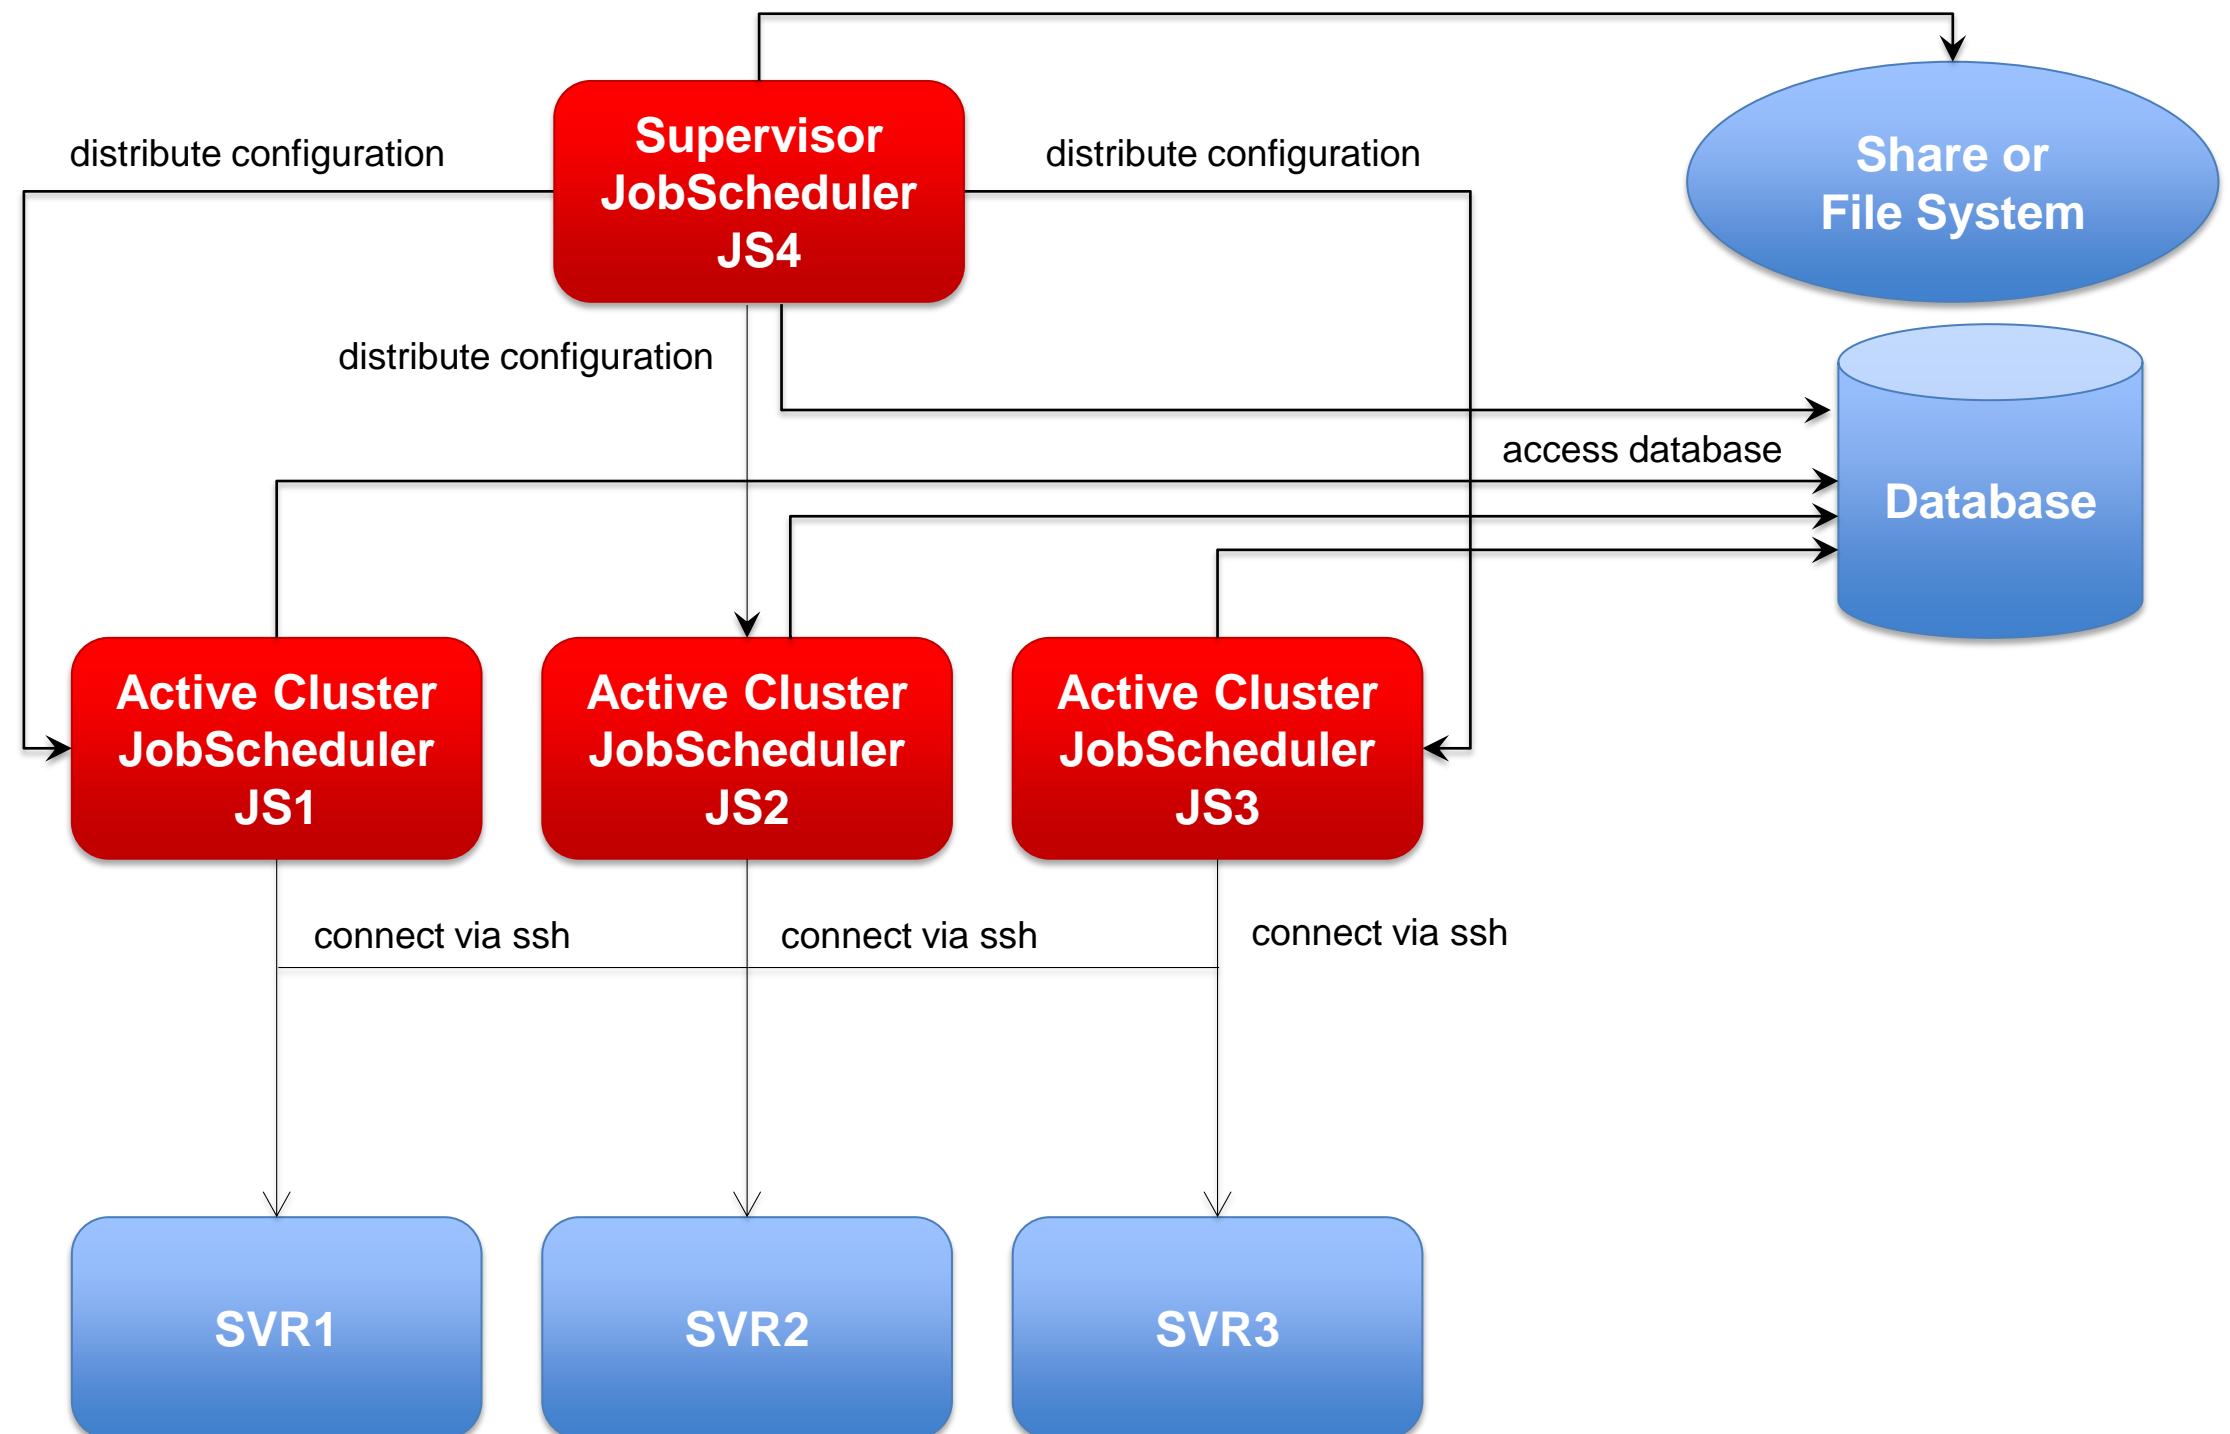 distribute configuration
Supervisor
JobScheduler
JS4
distribute configuration
Share or
File System
distribute configuration
access database
Database
Active Cluster
JobScheduler
JS1
Active Cluster
JobScheduler
JS2
Active Cluster
JobScheduler
JS3
connect via ssh
connect via ssh
connect via ssh
SVR1
SVR2
SVR3